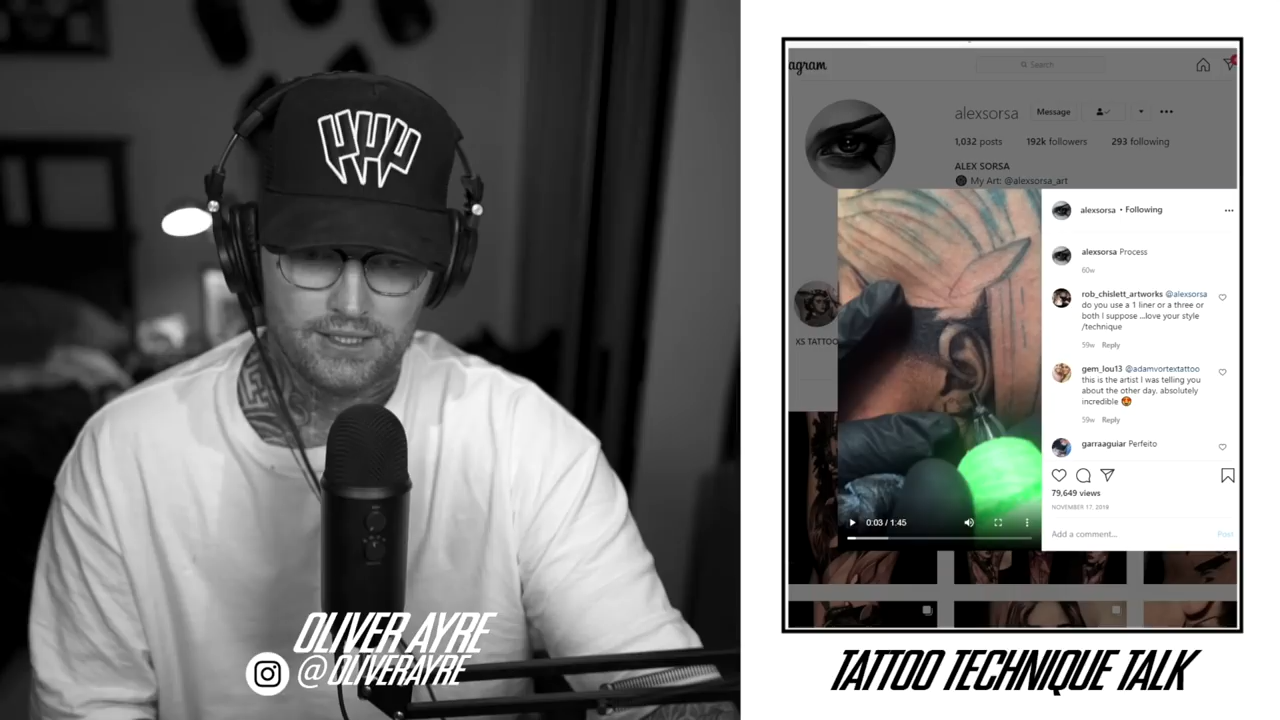 OLIVER AYRE
@OLIVERAYRE
agram
Search
alexsorsa
Message
1,032 posts 192k followers 293 following
ALEX SORSA
My Art: @alexsorsa_art
XS TATTOO
alexsorsa • Following
alexsorsa Process
60w
rob_chislett_artworks @alexsorsa
do you use a 1 liner or a three or
both I suppose ...love your style
/technique
59w Reply
gem_lou13 @adamvortextattoo
this is the artist I was telling you
about the other day, absolutely
incredible
59w Reply
garraaguiar Perfeito
79,649 views
NOVEMBER 17, 2019
Add a comment... Post
0:03 / 1:45
TATTOO TECHNIQUE TALK